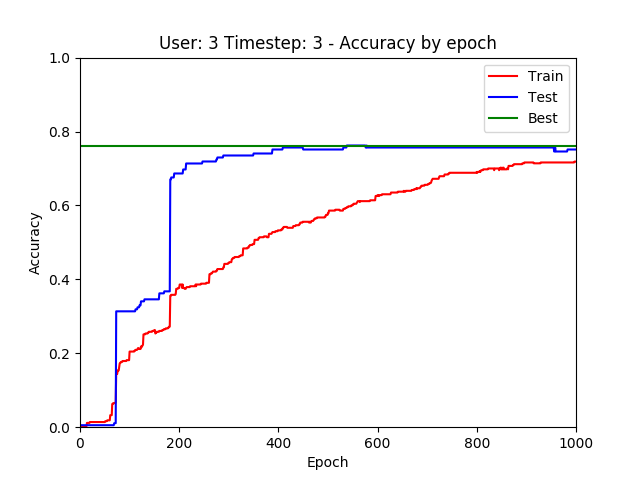 User: 3 Timestep: 3 - Accuracy by epoch
1.0
0.8
0.6
0.4
0.2
0.0
Accuracy
Train
Test
Best
0 200 400 600 800 1000
Epoch